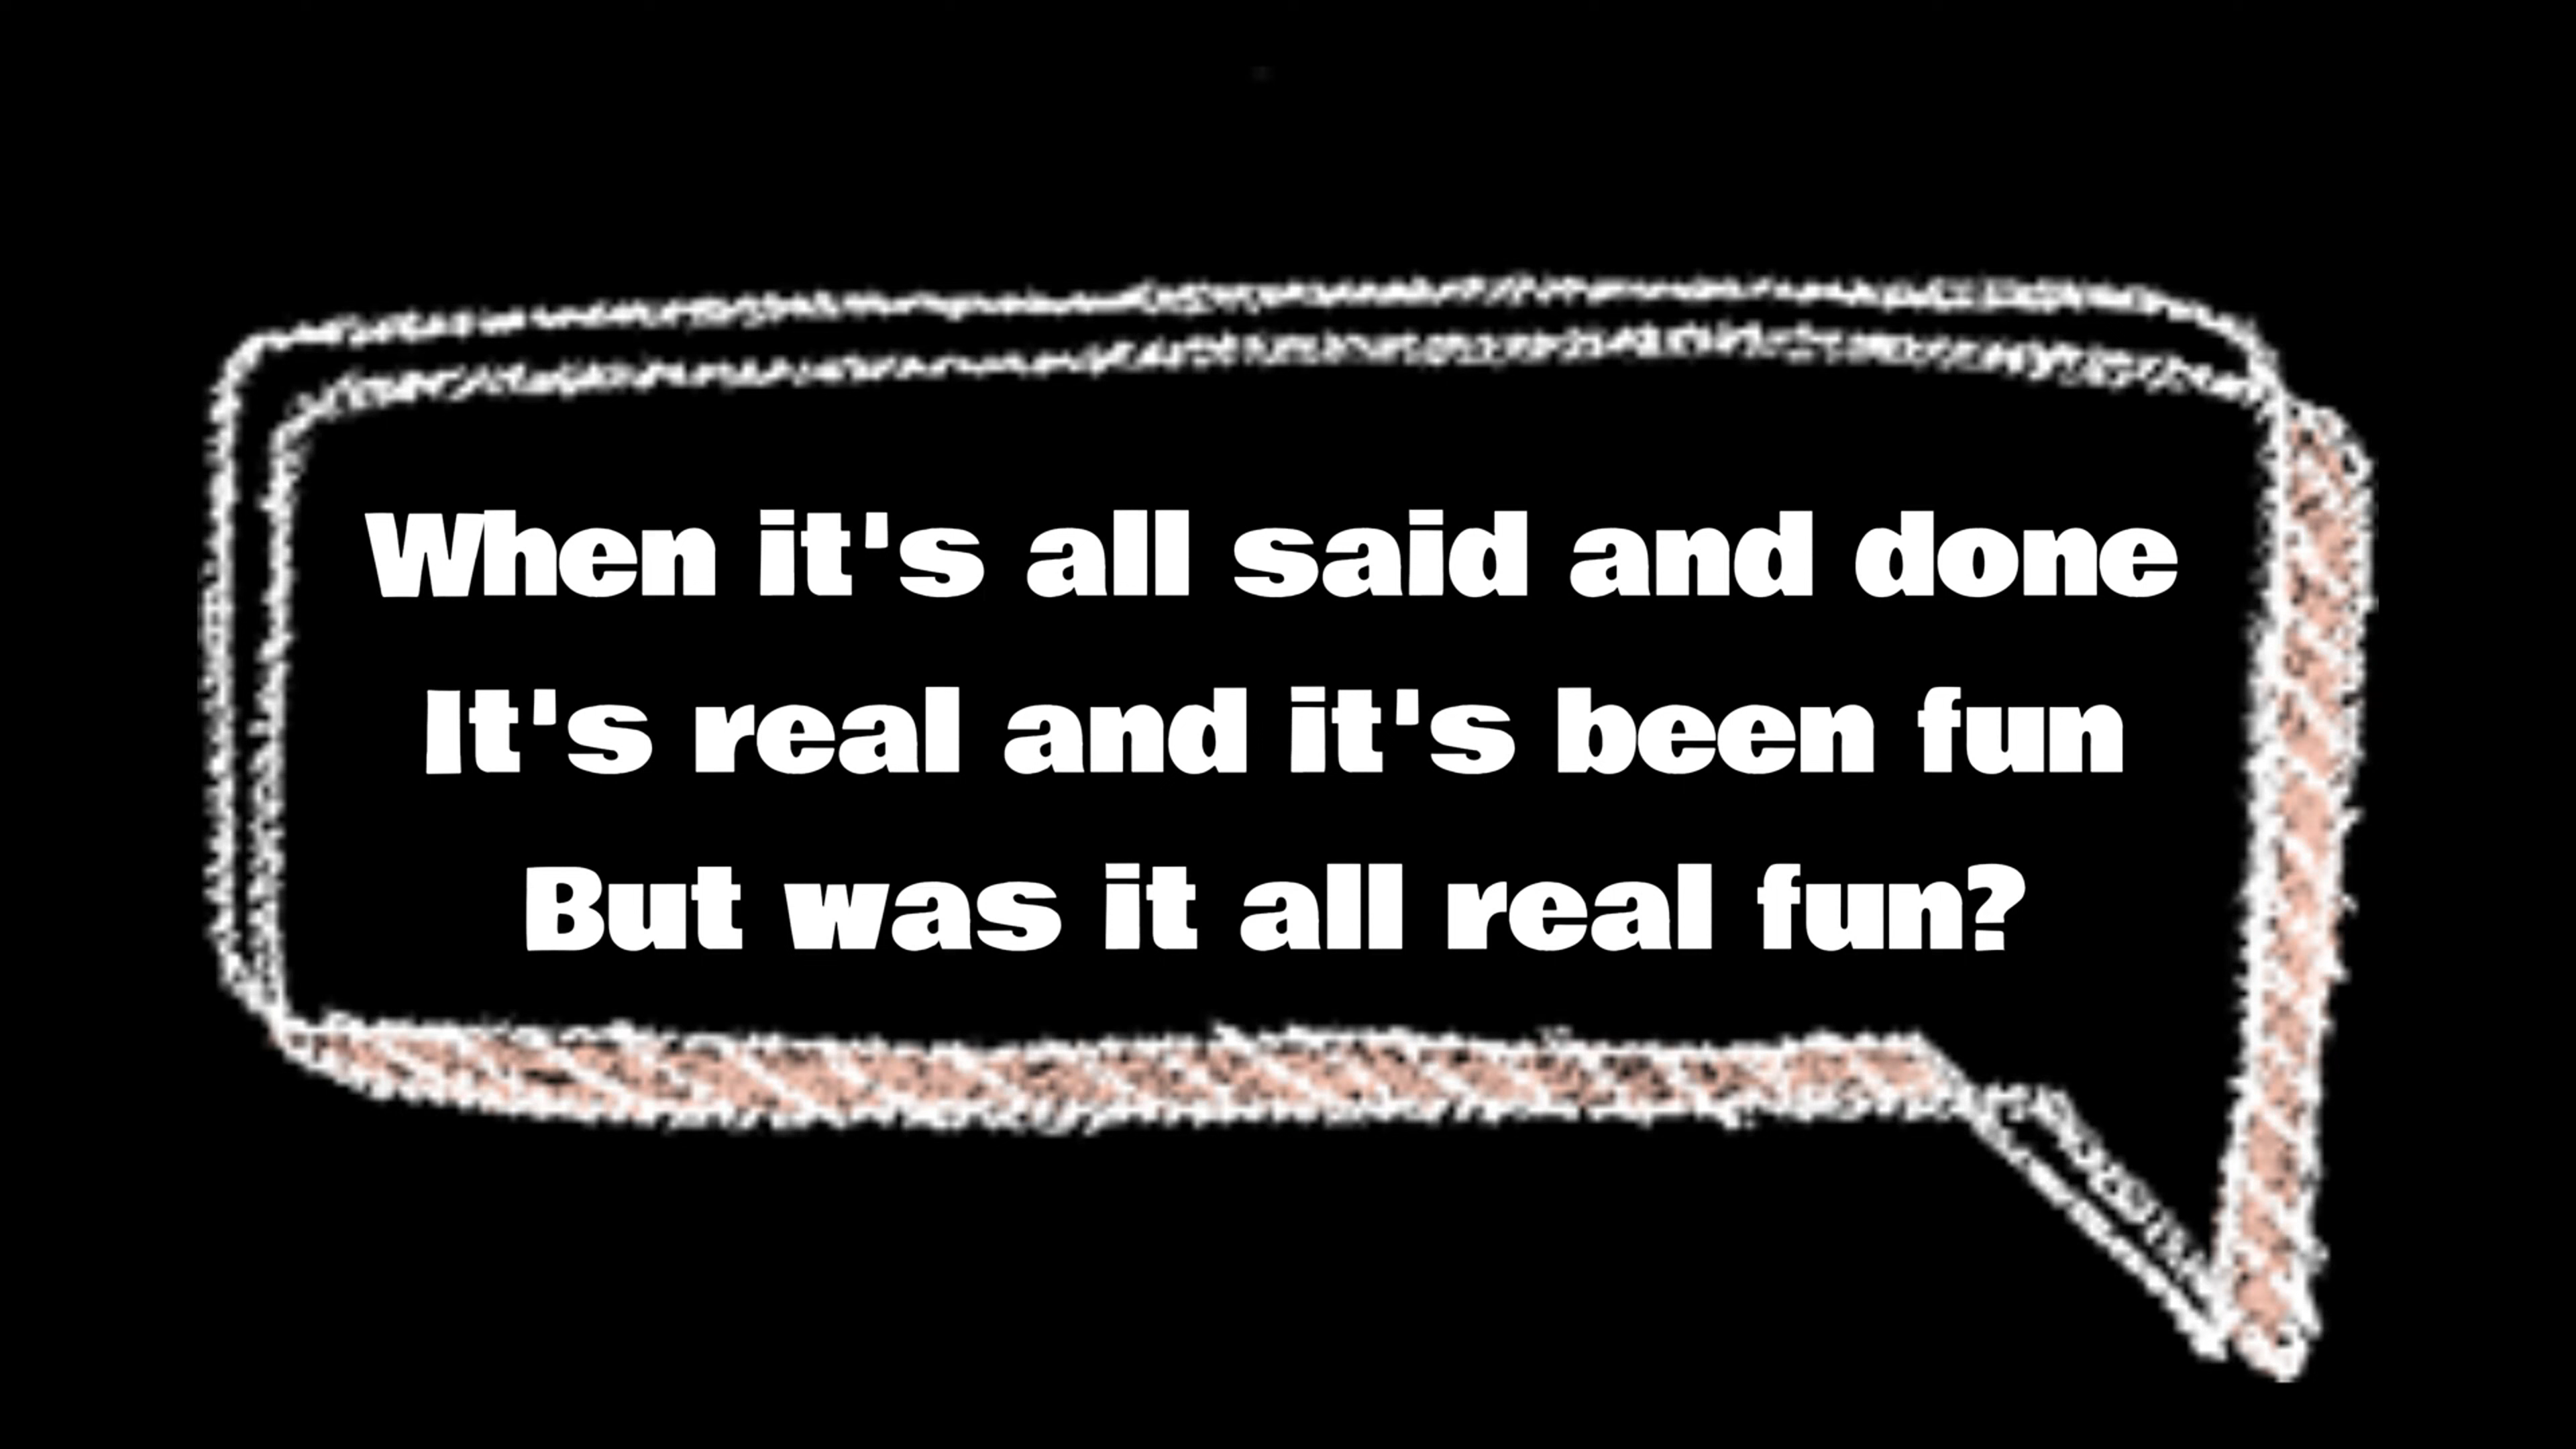 When it's all said and done
It's real and it's been fun
But was it all real fun?